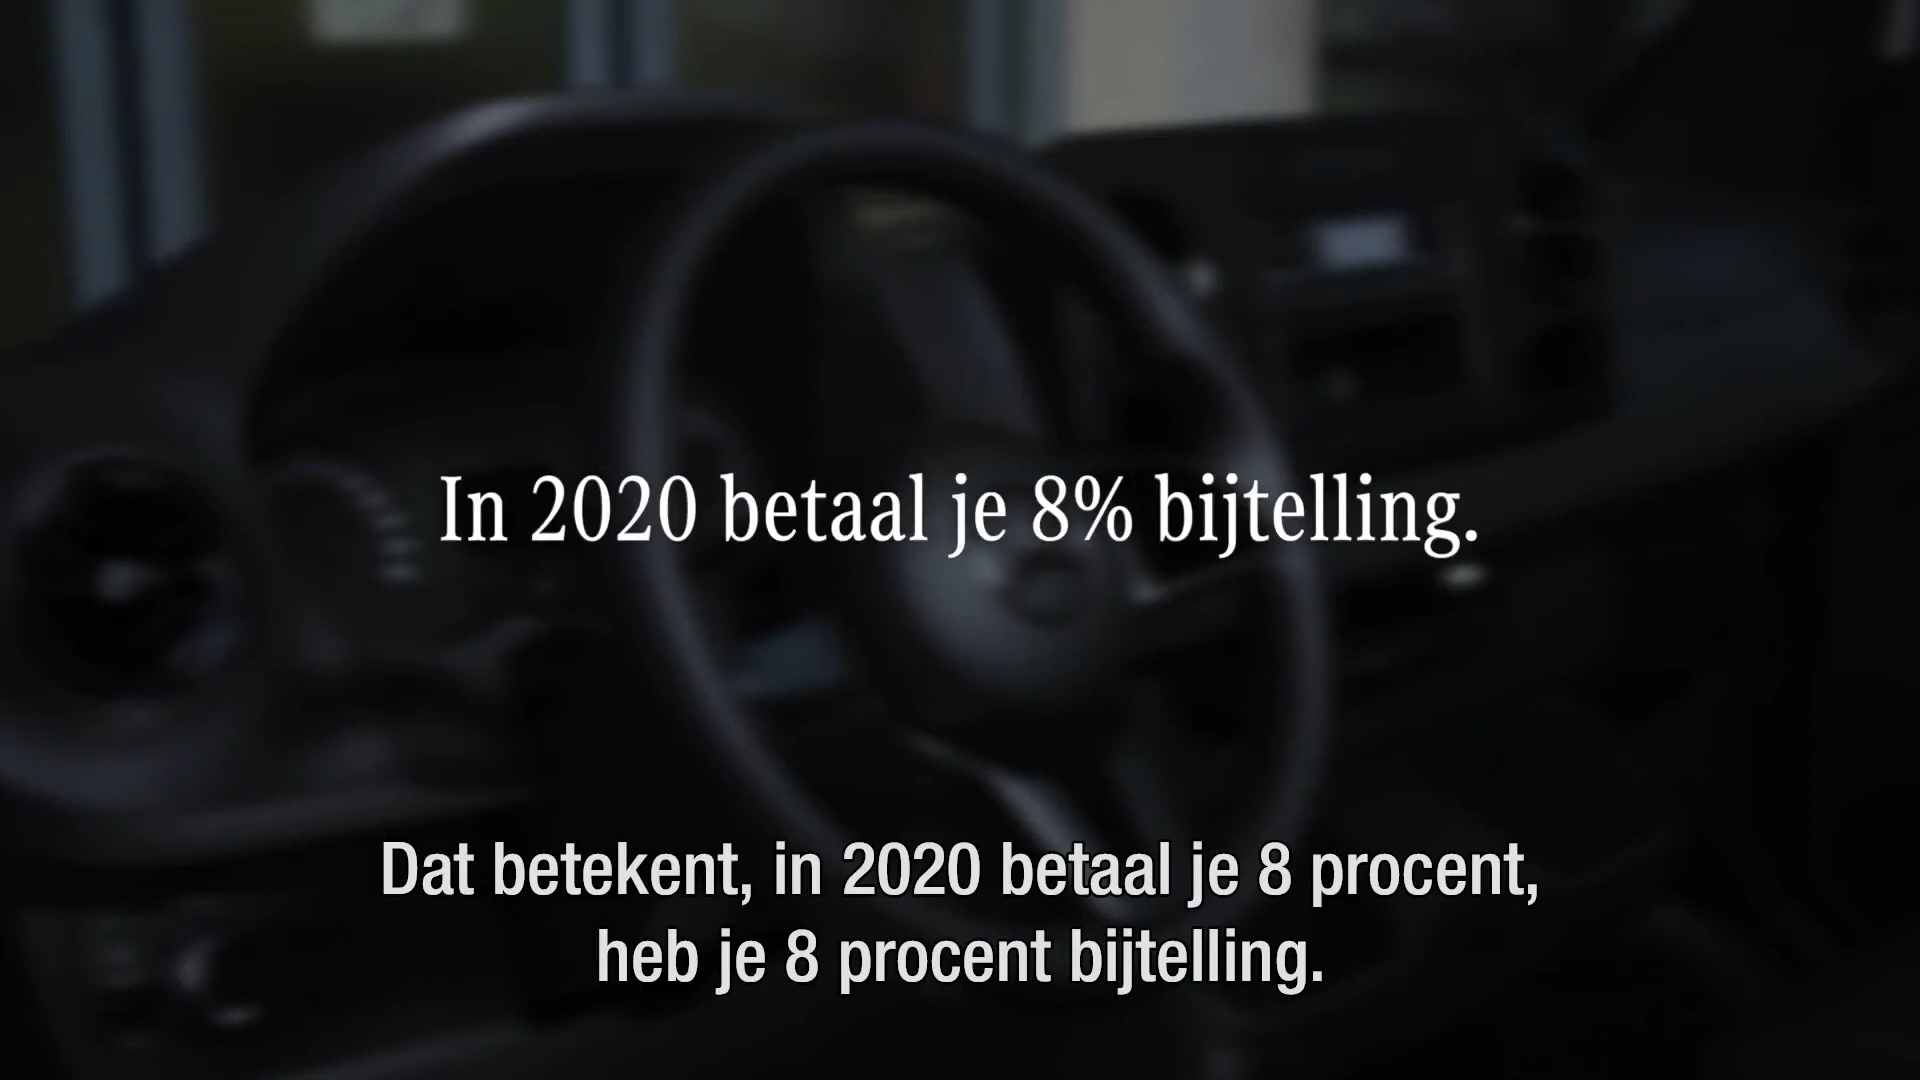 In 2020 betaal je 8% bijtelling.
Dat betekent, in 2020 betaal je 8 procent,
heb je 8 procent bijtelling.